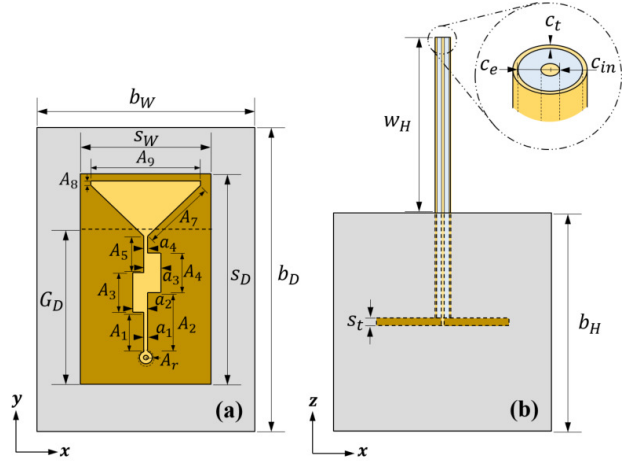 b_W
s_W
A_9
A_8
A_7
A_5
a_4
a_3
A_4
A_3
a_2
A_1
a_1
A_2
A_r
G_D
s_D
b_D
(a)
y
x
c_t
c_e
c_in
w_H
s_t
b_H
(b)
z
x